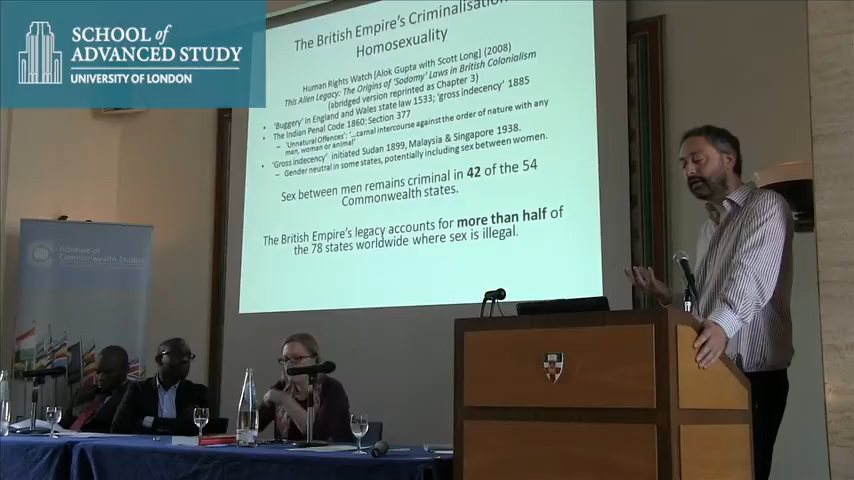 SCHOOL of
ADVANCED STUDY
UNIVERSITY OF LONDON
The British Empire's Criminalisation
Homosexuality
Human Rights Watch [Alok Gupta with Scott Long] (2008)
This Alien Legacy: The Origins of 'Sodomy' Laws in British Colonialism
(abridged version reprinted as Chapter 3)
• 'Buggery' in England and Wales state law 1533; 'gross indecency' 1885
• The Indian Penal Code 1860: Section 377
– 'Unnatural Offences': '...carnal intercourse against the order of nature with any
man, woman or animal'
• 'Gross indecency' initiated Sudan 1899, Malaysia & Singapore 1938.
– Gender neutral in some states, potentially including sex between women.
Sex between men remains criminal in 42 of the 54
Commonwealth states.
The British Empire's legacy accounts for more than half of
the 78 states worldwide where sex is illegal.
Institute of
Commonwealth Studies